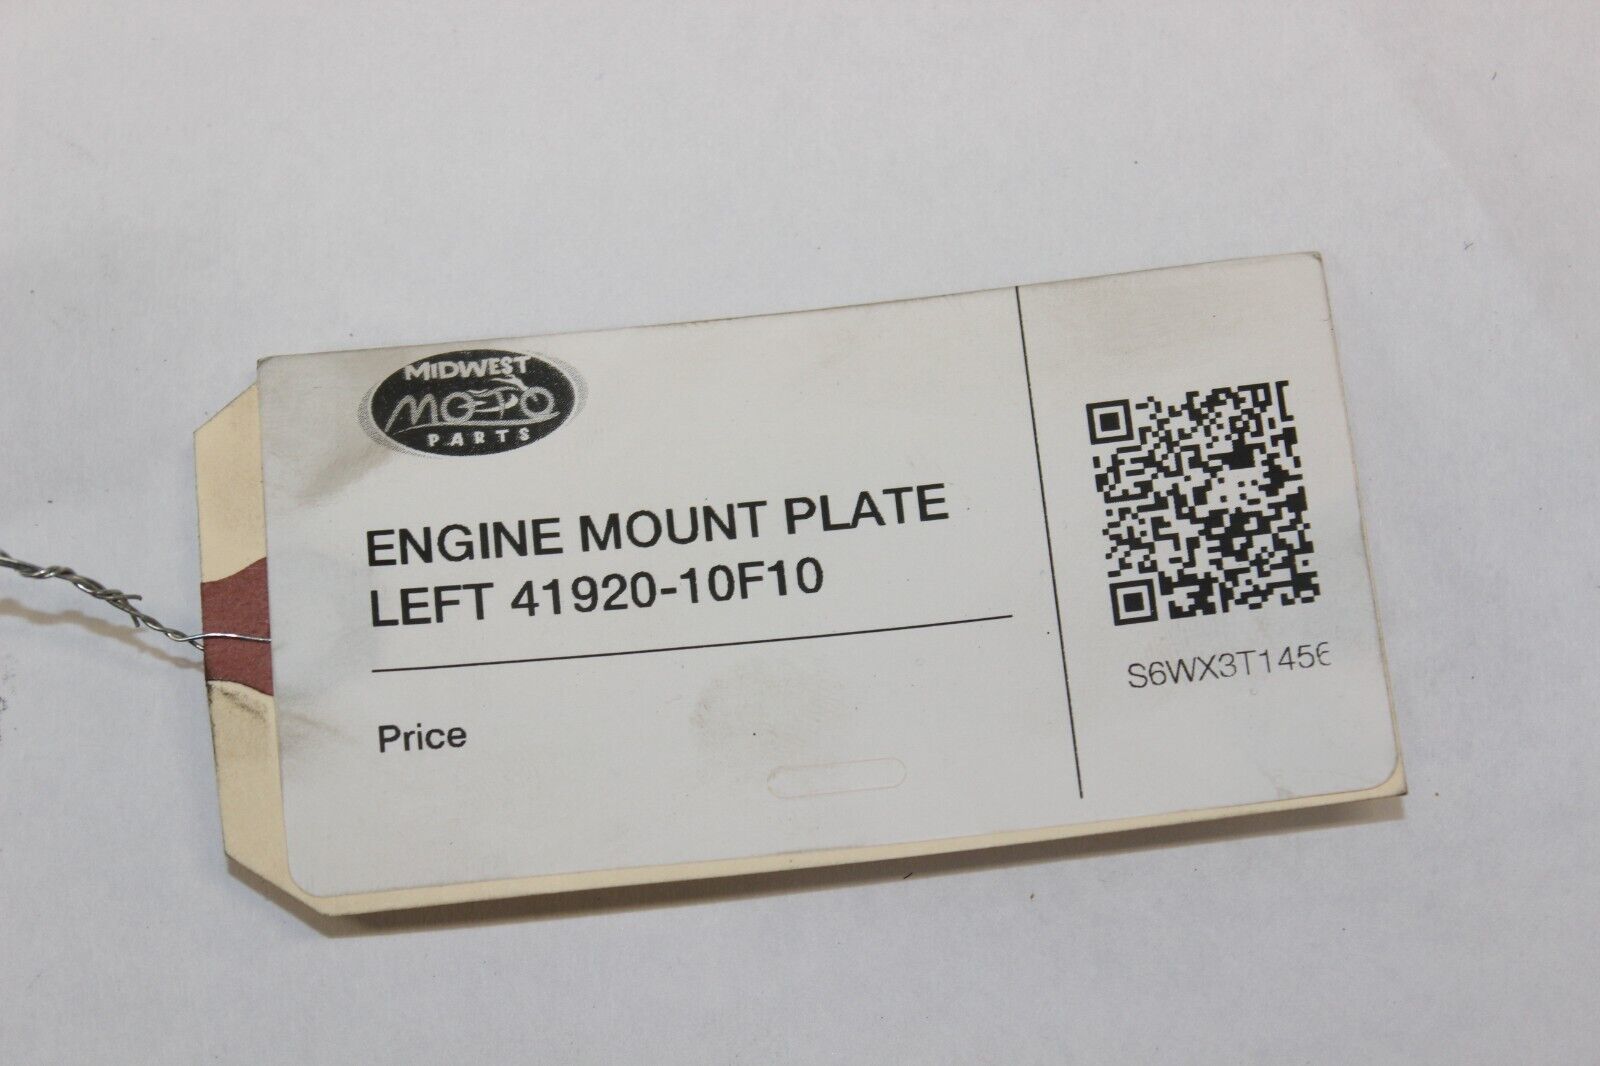 MIDWEST
MOTO
PARTS
ENGINE MOUNT PLATE
LEFT 41920-10F10
Price
S6WX3T1456